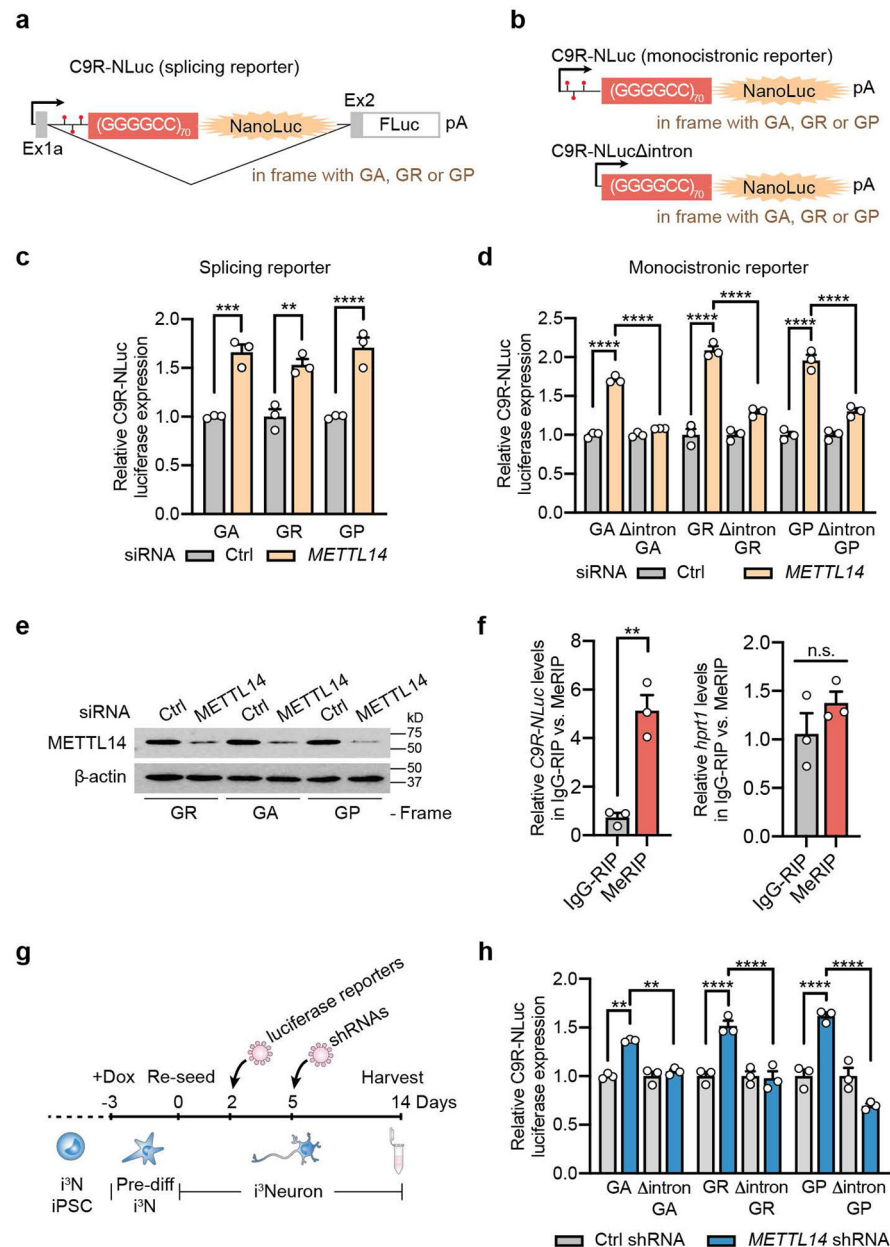 a
C9R-NLuc (splicing reporter)
Ex2
(GGGGCC)70
NanoLuc
FLuc
pA
Ex1a
in frame with GA, GR or GP
b
C9R-NLuc (monocistronic reporter)
(GGGGCC)70
NanoLuc
pA
in frame with GA, GR or GP
C9R-NLucΔintron
(GGGGCC)70
NanoLuc
pA
in frame with GA, GR or GP
c
Splicing reporter
Relative C9R-NLuc
luciferase expression
2.0
1.5
1.0
0.5
0.0
***
**
****
GA
GR
GP
siRNA
Ctrl
METTL14
d
Monocistronic reporter
Relative C9R-NLuc
luciferase expression
2.5
2.0
1.5
1.0
0.5
0.0
****
****
****
****
****
****
GA Δintron GR Δintron GP Δintron
GA
GR
GP
siRNA
Ctrl
METTL14
e
siRNA
Ctrl
METTL14
Ctrl
METTL14
Ctrl
METTL14
kD
METTL14
75
50
β-actin
50
37
GR
GA
GP
- Frame
f
Relative C9R-NLuc levels
in IgG-RIP vs. MeRIP
8
6
4
2
0
**
IgG-RIP
MeRIP
Relative hprt1 levels
in IgG-RIP vs. MeRIP
2.0
1.5
1.0
0.5
0.0
n.s.
IgG-RIP
MeRIP
g
luciferase reporters
shRNAs
+Dox
Re-seed
Harvest
-3
0
2
5
14 Days
i³N
iPSC
Pre-diff
i³N
i³Neuron
h
Relative C9R-NLuc
luciferase expression
2.0
1.5
1.0
0.5
0.0
**
**
****
****
****
****
GA Δintron GR Δintron GP Δintron
GA
GR
GP
Ctrl shRNA
METTL14 shRNA